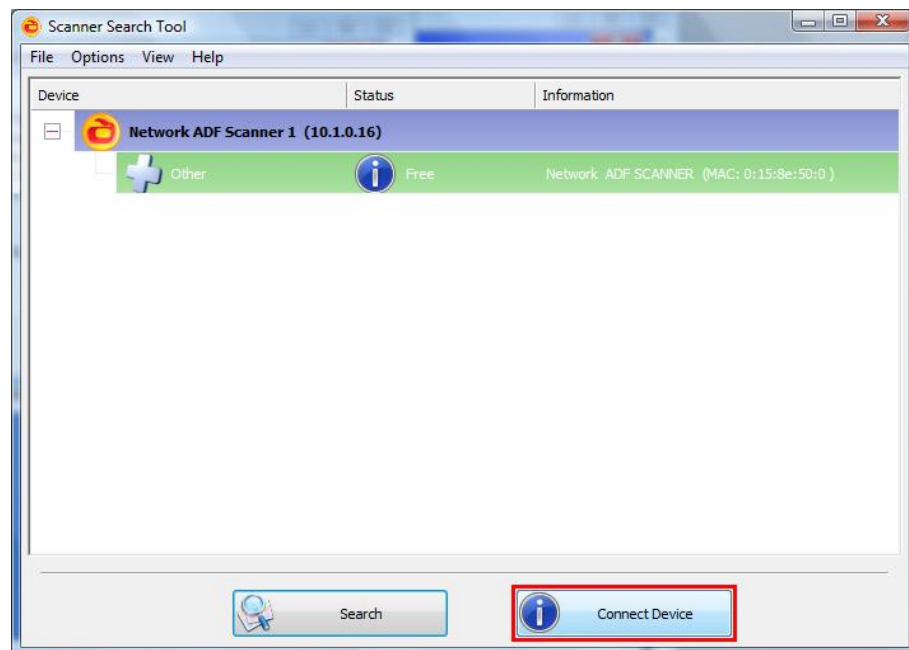 Scanner Search Tool
File Options View Help
Device Status Information
Network ADF Scanner 1 (10.1.0.16)
Other Free Network ADF SCANNER (MAC: 0:15:8e:50:0 )
Search Connect Device